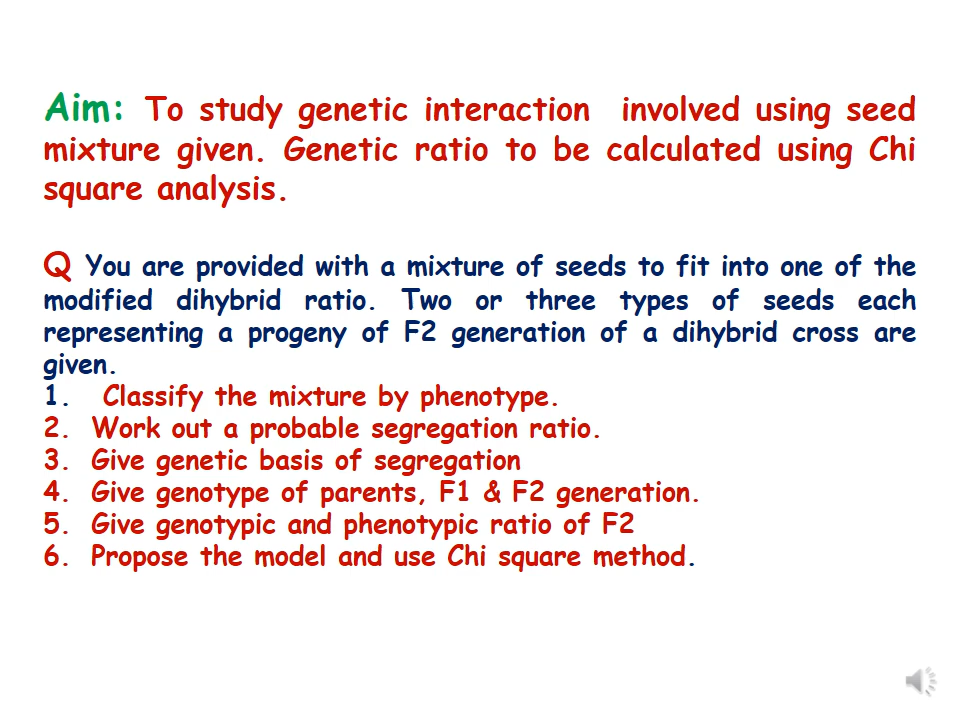 Aim: To study genetic interaction involved using seed
mixture given. Genetic ratio to be calculated using Chi
square analysis.
Q You are provided with a mixture of seeds to fit into one of the
modified dihybrid ratio. Two or three types of seeds each
representing a progeny of F2 generation of a dihybrid cross are
given.
1. Classify the mixture by phenotype.
2. Work out a probable segregation ratio.
3. Give genetic basis of segregation
4. Give genotype of parents, F1 & F2 generation.
5. Give genotypic and phenotypic ratio of F2
6. Propose the model and use Chi square method.